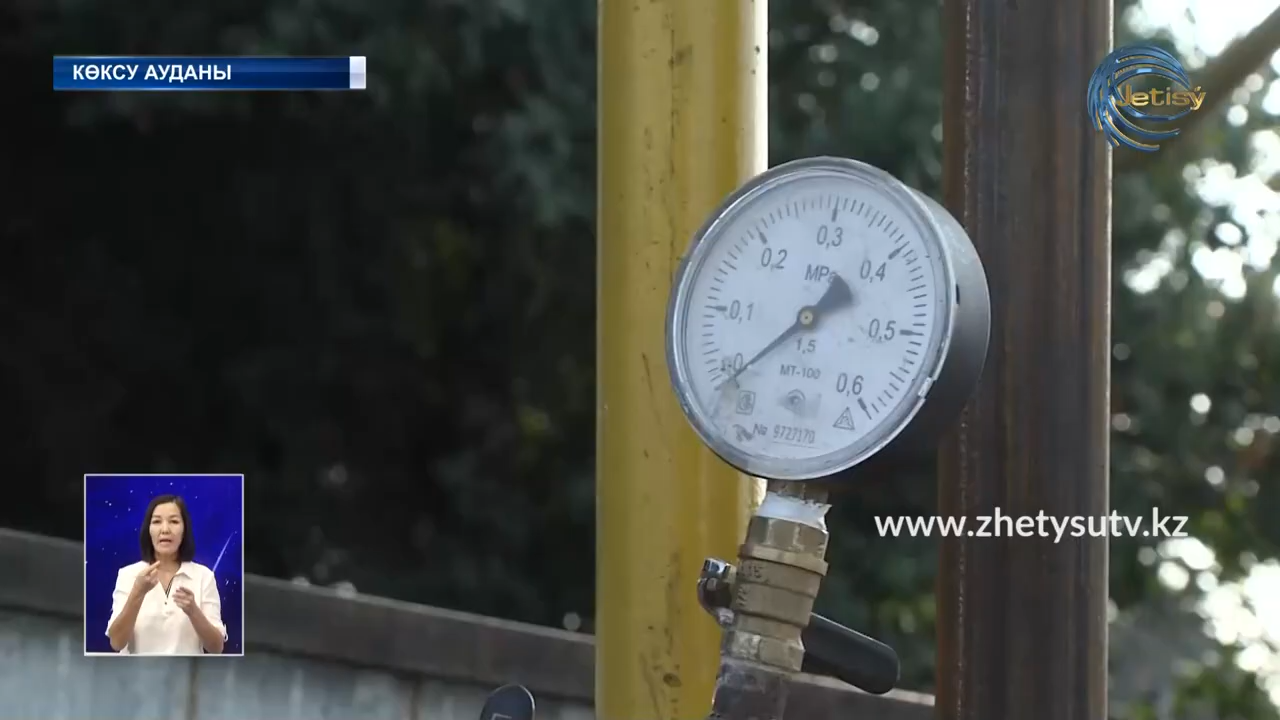 КӨКСУ АУДАНЫ
Jetisý
0,3
0,2
0,4
MPa
0,1
0,5
1,5
0
МТ-100
0,6
№ 9727170
www.zhetysutv.kz